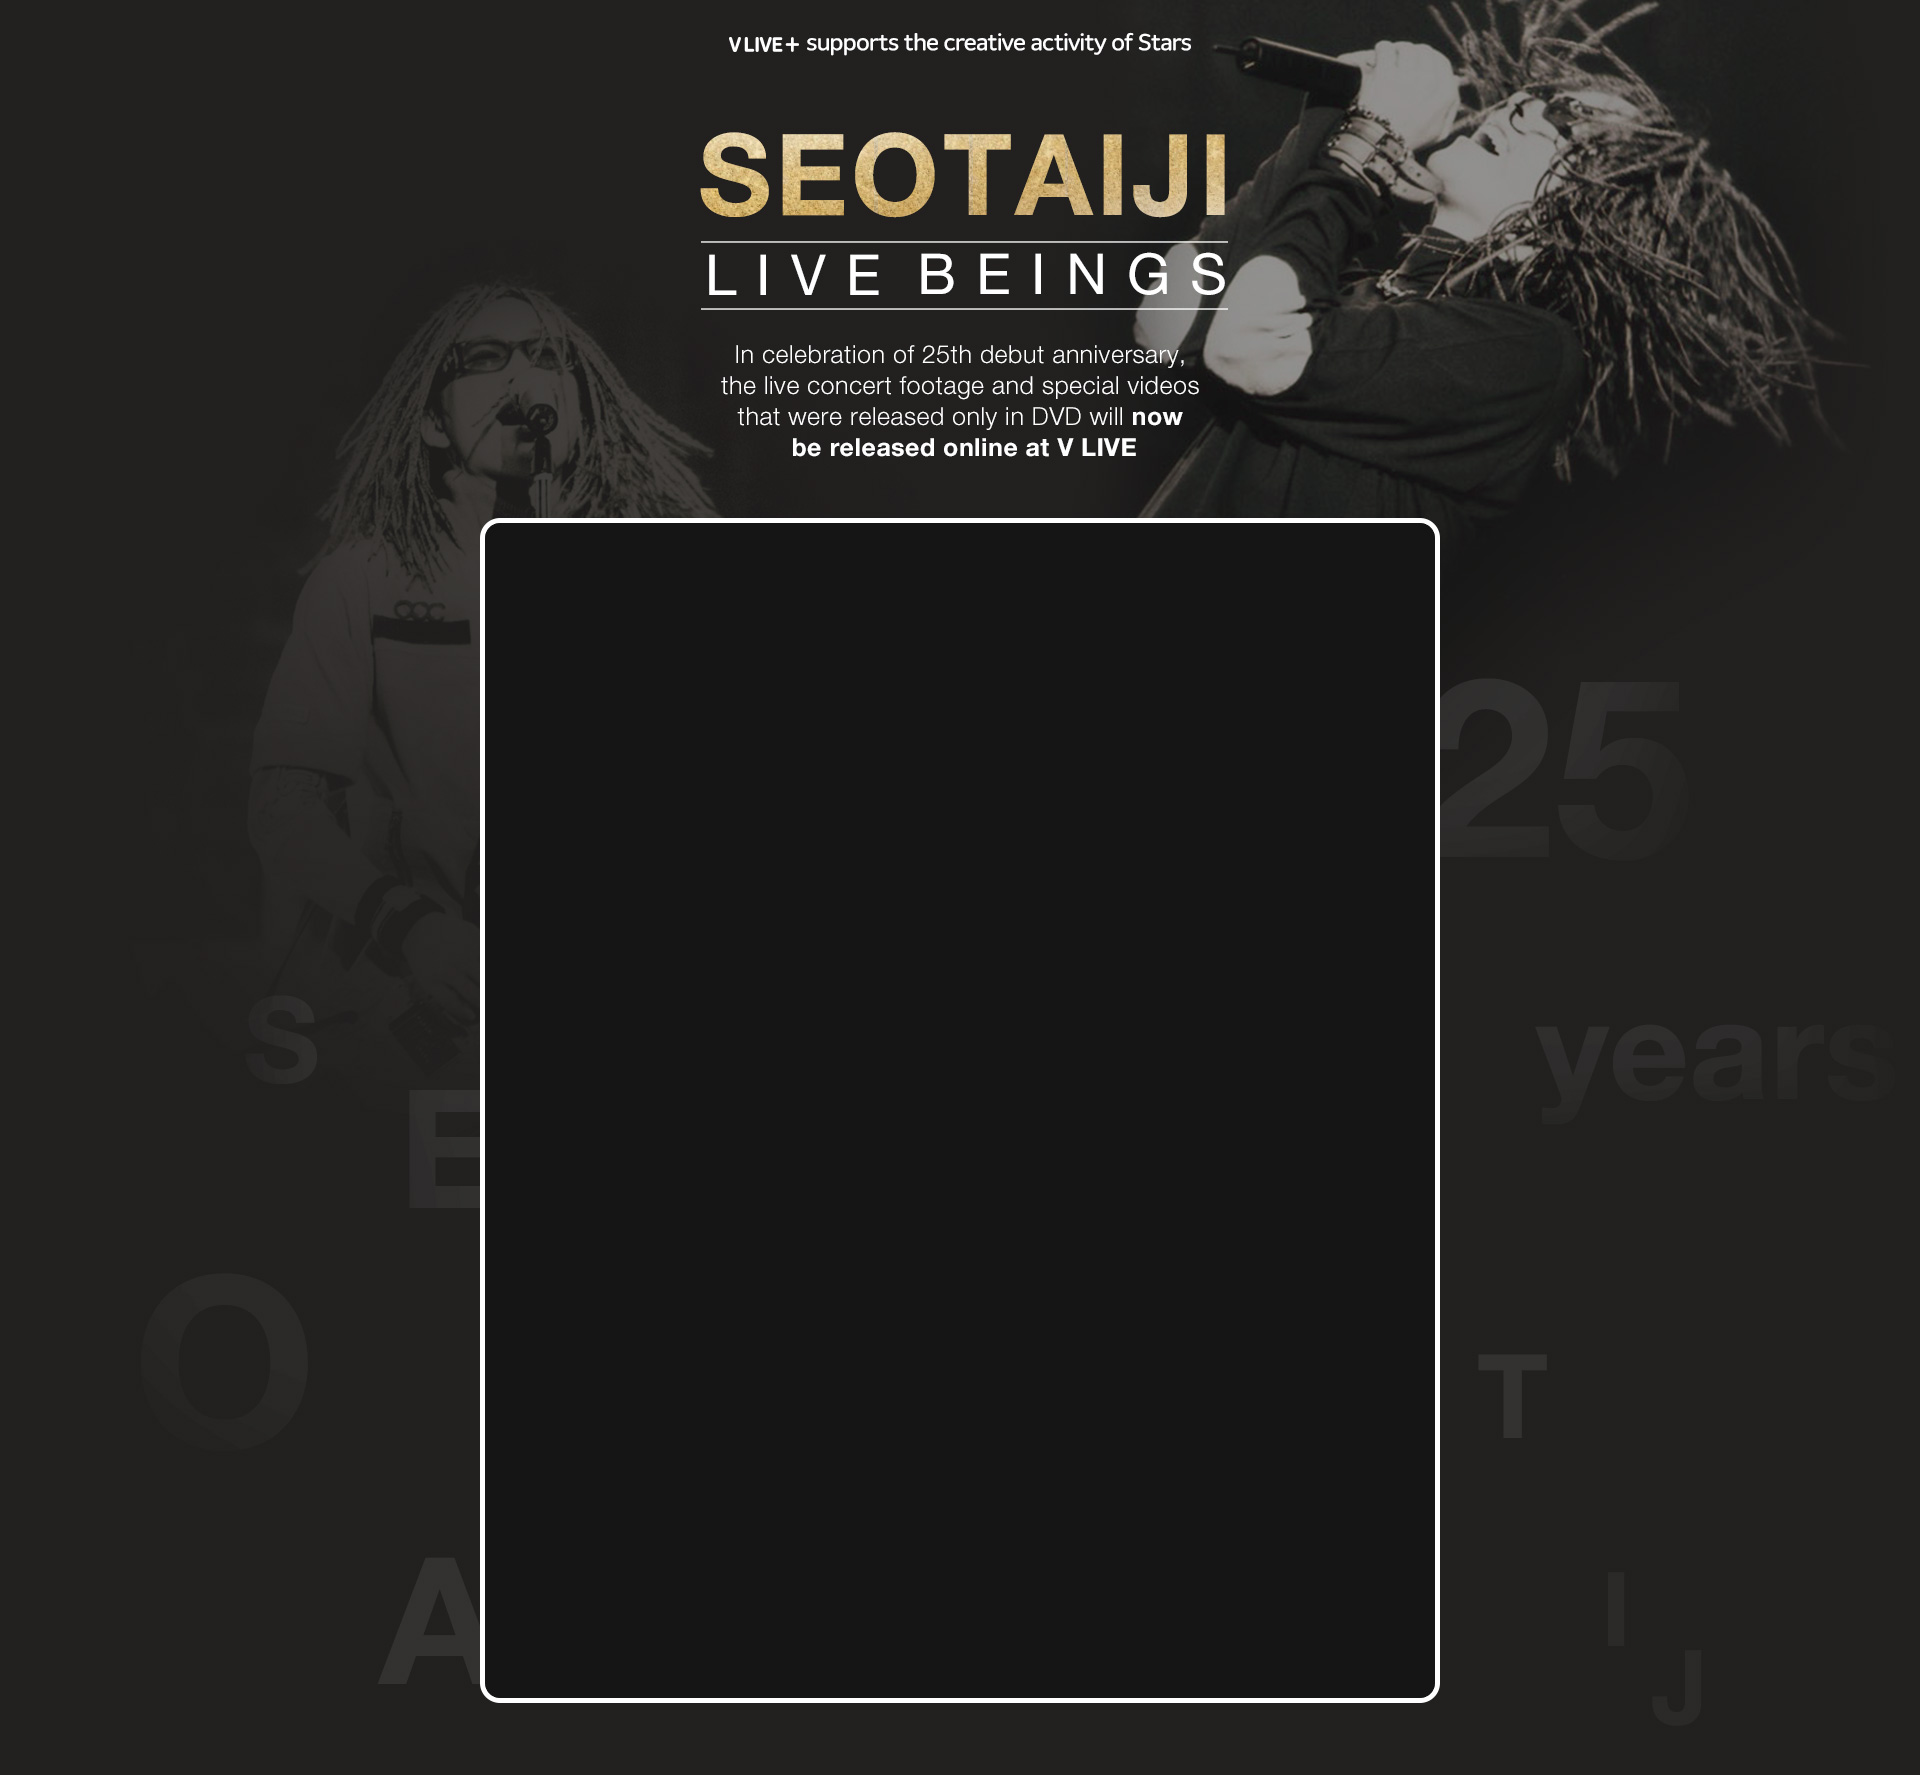 V LIVE+ supports the creative activity of Stars
SEOTAIJI
LIVE BEINGS
In celebration of 25th debut anniversary,
the live concert footage and special videos
that were released only in DVD will now
be released online at V LIVE
25
S
years
E
O
T
A
I
J